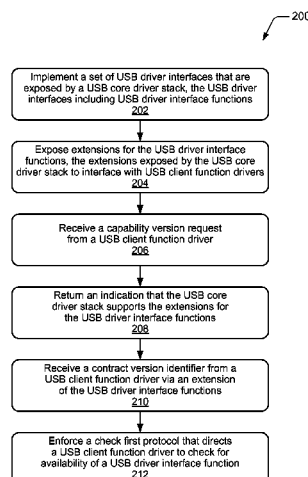 200
Implement a set of USB driver interfaces that are
exposed by a USB core driver stack, the USB driver
interfaces including USB driver interface functions
202
Expose extensions for the USB driver interface
functions, the extensions exposed by the USB core
driver stack to interface with USB client function drivers
204
Receive a capability version request
from a USB client function driver
206
Return an indication that the USB core
driver stack supports the extensions for
the USB driver interface functions
208
Receive a contract version identifier from a
USB client function driver via an extension
of the USB driver interface functions
210
Enforce a check first protocol that directs
a USB client function driver to check for
availability of a USB driver interface function
212